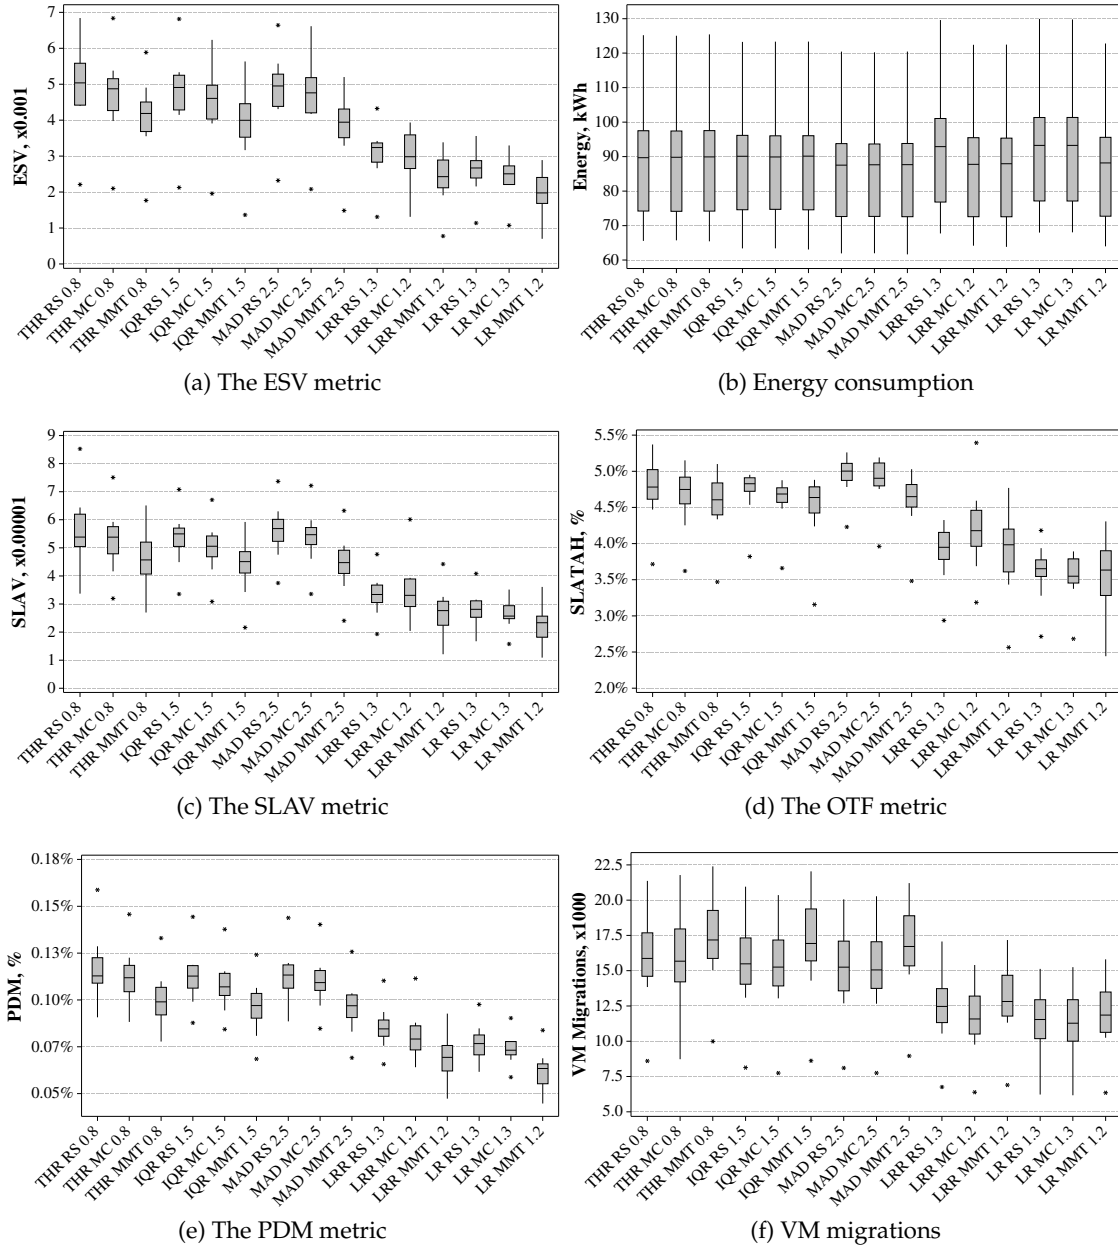 ESV, x0.001
7
6
5
4
3
2
1
0
THR RS 0.8
THR MC 0.8
THR MMT 0.8
IQR RS 1.5
IQR MC 1.5
IQR MMT 1.5
MAD RS 2.5
MAD MC 2.5
MAD MMT 2.5
LRR RS 1.3
LRR MC 1.2
LRR MMT 1.2
LR RS 1.3
LR MC 1.3
LR MMT 1.2
(a) The ESV metric
Energy, kWh
130
120
110
100
90
80
70
60
THR RS 0.8
THR MC 0.8
THR MMT 0.8
IQR RS 1.5
IQR MC 1.5
IQR MMT 1.5
MAD RS 2.5
MAD MC 2.5
MAD MMT 2.5
LRR RS 1.3
LRR MC 1.2
LRR MMT 1.2
LR RS 1.3
LR MC 1.3
LR MMT 1.2
(b) Energy consumption
SLAV, x0.00001
9
8
7
6
5
4
3
2
1
0
THR RS 0.8
THR MC 0.8
THR MMT 0.8
IQR RS 1.5
IQR MC 1.5
IQR MMT 1.5
MAD RS 2.5
MAD MC 2.5
MAD MMT 2.5
LRR RS 1.3
LRR MC 1.2
LRR MMT 1.2
LR RS 1.3
LR MC 1.3
LR MMT 1.2
(c) The SLAV metric
SLATAH, %
5.5%
5.0%
4.5%
4.0%
3.5%
3.0%
2.5%
2.0%
THR RS 0.8
THR MC 0.8
THR MMT 0.8
IQR RS 1.5
IQR MC 1.5
IQR MMT 1.5
MAD RS 2.5
MAD MC 2.5
MAD MMT 2.5
LRR RS 1.3
LRR MC 1.2
LRR MMT 1.2
LR RS 1.3
LR MC 1.3
LR MMT 1.2
(d) The OTF metric
PDM, %
0.18%
0.15%
0.13%
0.10%
0.07%
0.05%
THR RS 0.8
THR MC 0.8
THR MMT 0.8
IQR RS 1.5
IQR MC 1.5
IQR MMT 1.5
MAD RS 2.5
MAD MC 2.5
MAD MMT 2.5
LRR RS 1.3
LRR MC 1.2
LRR MMT 1.2
LR RS 1.3
LR MC 1.3
LR MMT 1.2
(e) The PDM metric
VM Migrations, x1000
22.5
20.0
17.5
15.0
12.5
10.0
7.5
5.0
THR RS 0.8
THR MC 0.8
THR MMT 0.8
IQR RS 1.5
IQR MC 1.5
IQR MMT 1.5
MAD RS 2.5
MAD MC 2.5
MAD MMT 2.5
LRR RS 1.3
LRR MC 1.2
LRR MMT 1.2
LR RS 1.3
LR MC 1.3
LR MMT 1.2
(f) VM migrations